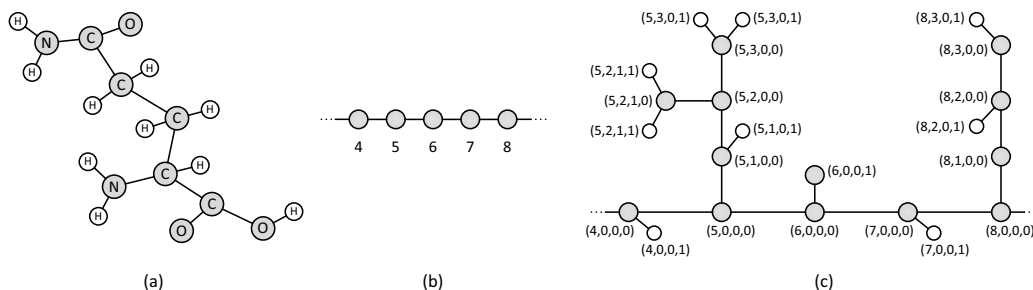 H
N
C
O
H
H
C
H
C
H
H
H
N
C
H
H
C
O
O
H
(a)
4 5 6 7 8
(b)
(5,3,0,1) (5,3,0,1)
(5,3,0,0)
(5,2,1,1)
(5,2,1,0) (5,2,0,0)
(5,2,1,1)
(5,1,0,1)
(5,1,0,0)
(6,0,0,1)
(8,3,0,1)
(8,3,0,0)
(8,2,0,0)
(8,2,0,1)
(8,1,0,0)
(4,0,0,0) (5,0,0,0) (6,0,0,0) (7,0,0,0) (8,0,0,0)
(4,0,0,1) (7,0,0,1)
(c)